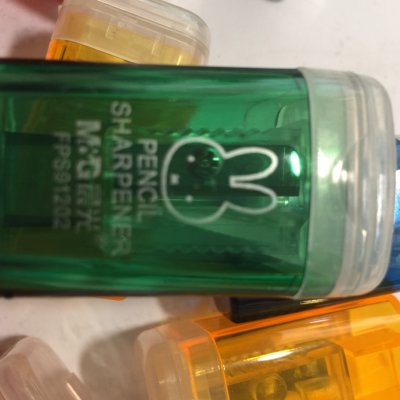 PENCIL
SHARPENER
M&G晨光
FPS91202